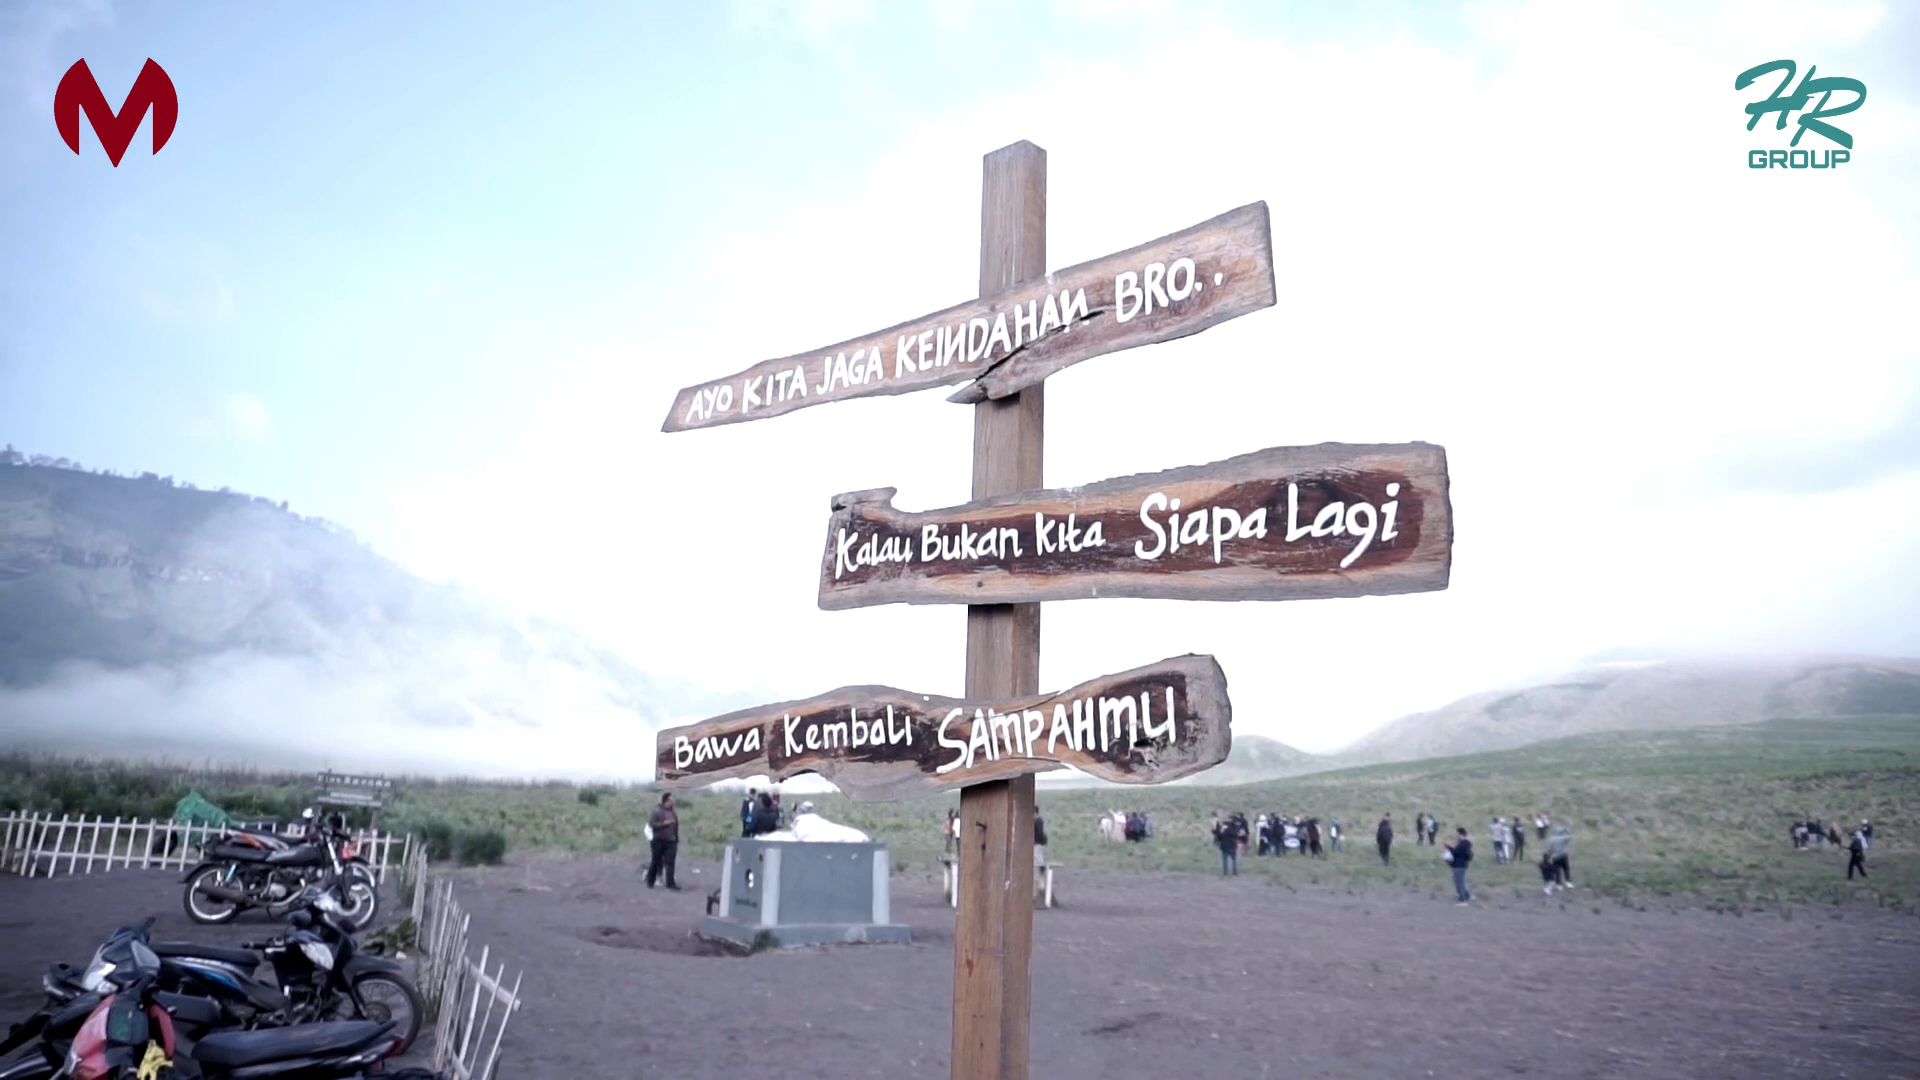 M
HR
GROUP
AYO KITA JAGA KEINDAHAN BRO..
Kalau Bukan Kita Siapa Lagi
Bawa Kembali SAMPAHMU